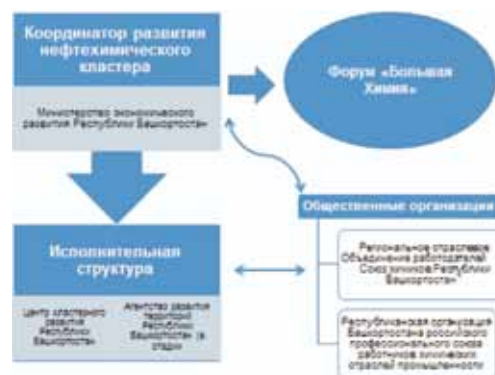 Координатор развития
нефтехимического
кластера
Министерство экономического
развития Республики Башкортостан
Форум «Большая
Химия»
Исполнительная
структура
Центр кластерного
развития
Республики
Башкортостан
Агентство развития
территорий
Республики
Башкортостан (в
стадии
Общественные организации
Региональное отраслевое
Объединение работодателей
Союз химиков Республики
Башкортостан"
Республиканская организация
Башкортостана российского
профессионального союза
работников химических
отраслей промышленности